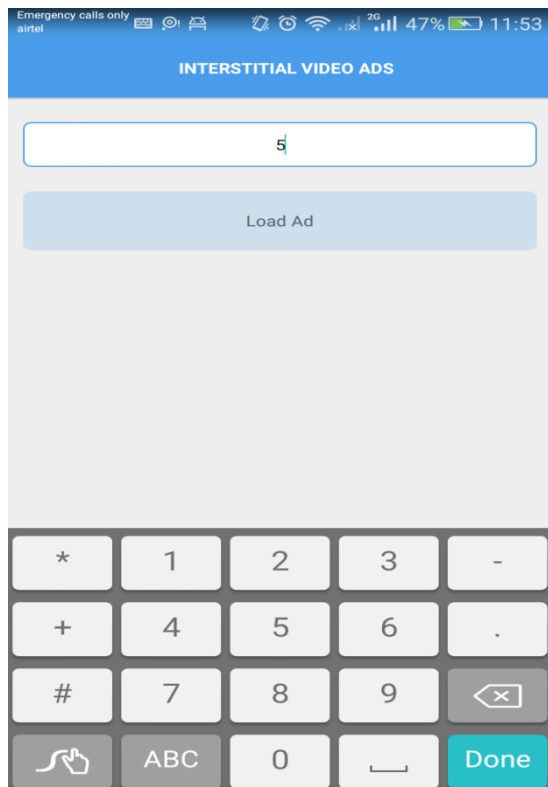 Emergency calls only
airtel
2G
47%
11:53
INTERSTITIAL VIDEO ADS
5
Load Ad
* 1 2 3 -
+ 4 5 6 .
# 7 8 9
ABC 0 Done